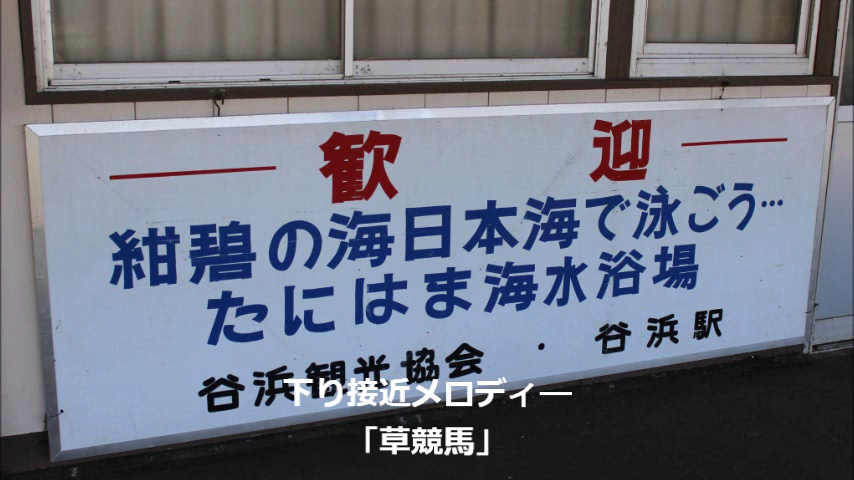 歓迎
紺碧の海日本海で泳ごう…
たにはま海水浴場
谷浜観光協会・谷浜駅
下り接近メロディー
「草競馬」